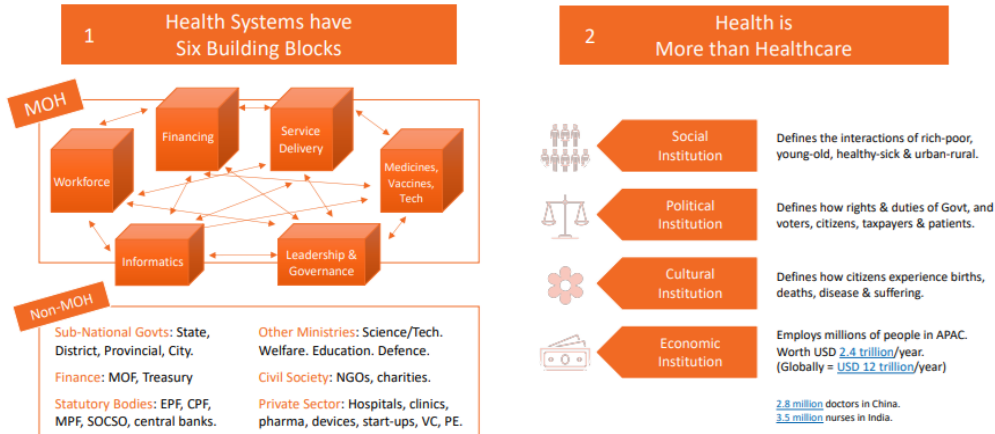 1
Health Systems have
Six Building Blocks
MOH
Workforce
Financing
Service
Delivery
Medicines,
Vaccines,
Tech
Informatics
Leadership &
Governance
Non-MOH
Sub-National Govts: State,
District, Provincial, City.
Finance: MOF, Treasury
Statutory Bodies: EPF, CPF,
MPF, SOCSO, central banks.
Other Ministries: Science/Tech.
Welfare. Education. Defence.
Civil Society: NGOs, charities.
Private Sector: Hospitals, clinics,
pharma, devices, start-ups, VC, PE.
2
Health is
More than Healthcare
Social
Institution
Defines the interactions of rich-poor,
young-old, healthy-sick & urban-rural.
Political
Institution
Defines how rights & duties of Govt, and
voters, citizens, taxpayers & patients.
Cultural
Institution
Defines how citizens experience births,
deaths, disease & suffering.
Economic
Institution
Employs millions of people in APAC.
Worth USD 2.4 trillion/year.
(Globally = USD 12 trillion/year)
2.8 million doctors in China.
3.5 million nurses in India.